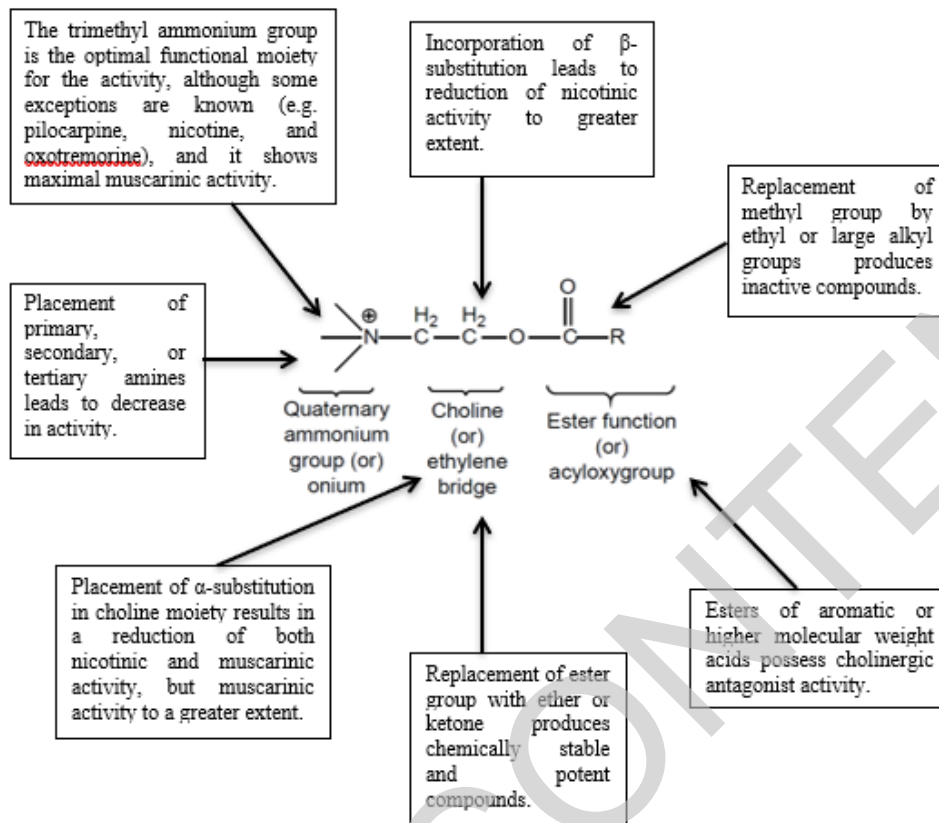 The trimethyl ammonium group
is the optimal functional moiety
for the activity, although some
exceptions are known (e.g.
pilocarpine, nicotine, and
oxotremorine), and it shows
maximal muscarinic activity.
Incorporation of β-
substitution leads to
reduction of nicotinic
activity to greater
extent.
Replacement of
methyl group by
ethyl or large alkyl
groups produces
inactive compounds.
Placement of
primary,
secondary, or
tertiary amines
leads to decrease
in activity.
O
⊕ H2 H2
N C C O C R
Quaternary
ammonium
group (or)
onium
Choline
(or)
ethylene
bridge
Ester function
(or)
acyloxygroup
Placement of α-substitution
in choline moiety results in
a reduction of both
nicotinic and muscarinic
activity, but muscarinic
activity to a greater extent.
Replacement of ester
group with ether or
ketone produces
chemically stable
and potent
compounds.
Esters of aromatic or
higher molecular weight
acids possess cholinergic
antagonist activity.
CONTEN